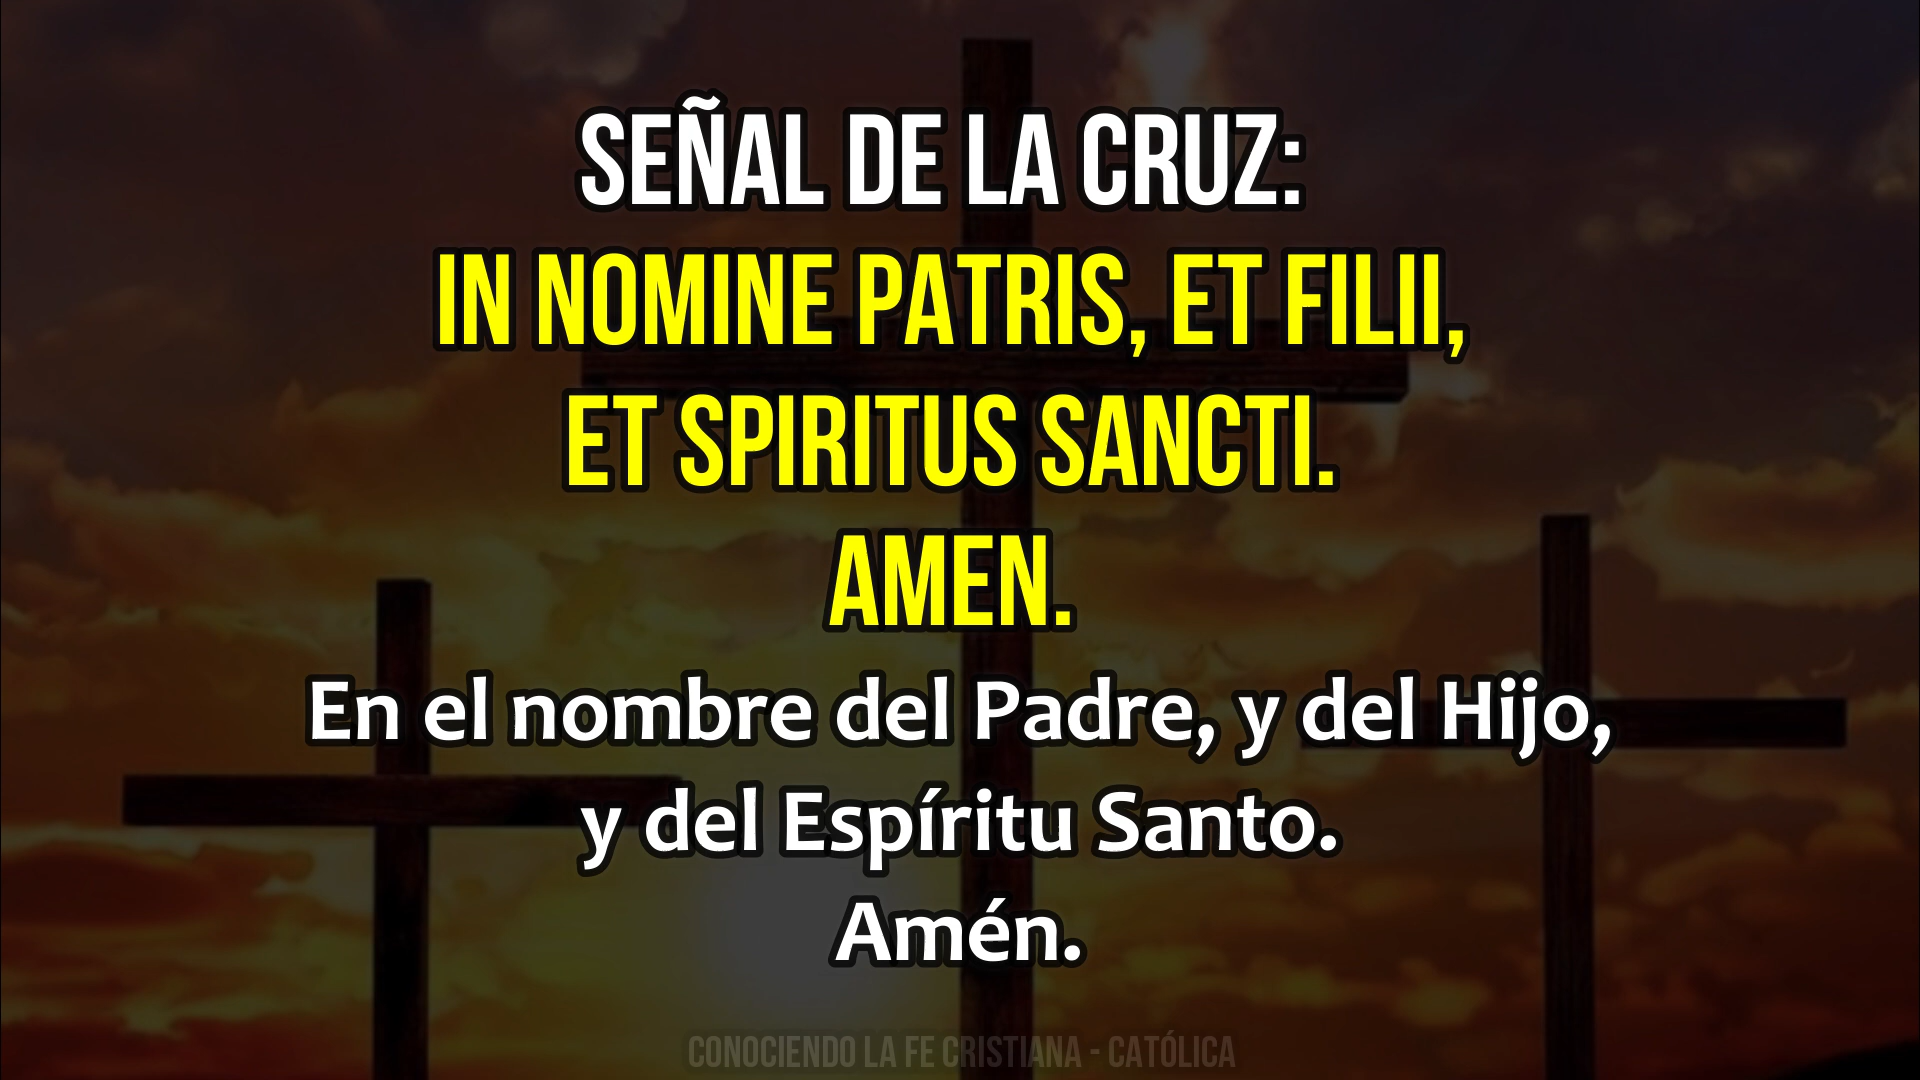 SEÑAL DE LA CRUZ:
IN NOMINE PATRIS, ET FILII,
ET SPIRITUS SANCTI.
AMEN.
En el nombre del Padre, y del Hijo,
y del Espíritu Santo.
Amén.
CONOCIENDO LA FE CRISTIANA - CATÓLICA